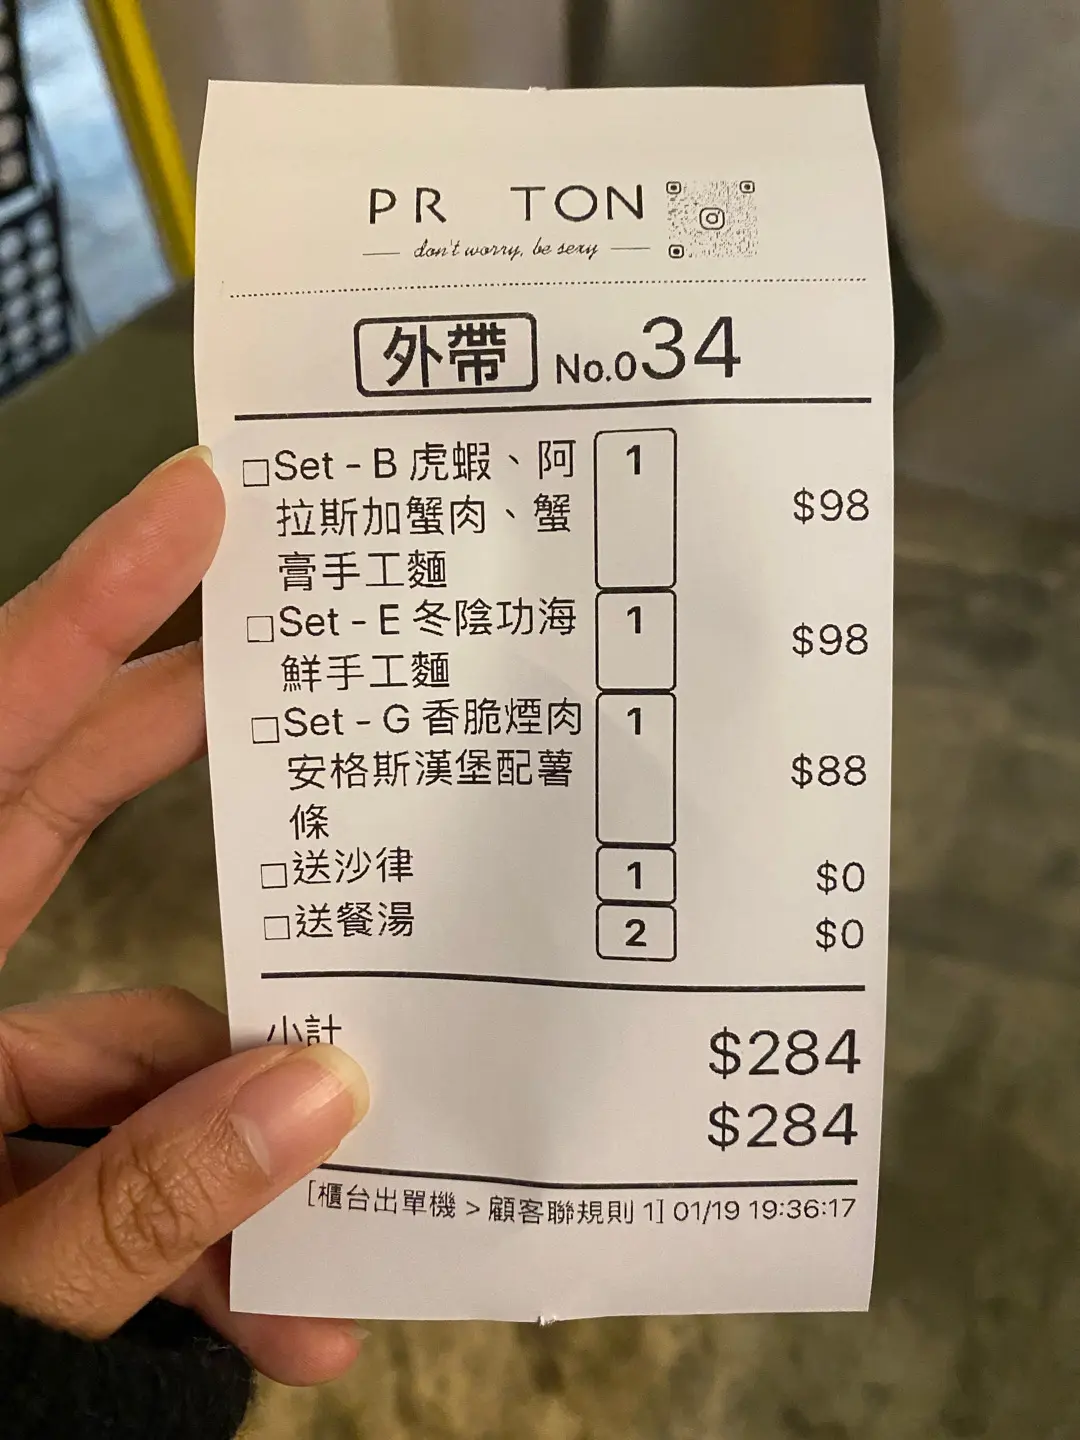 PR TON
don't worry, be sexy
外帶 No.034
□Set - B 虎蝦、阿 1
拉斯加蟹肉、蟹 $98
膏手工麵
□Set - E 冬陰功海 1
鮮手工麵 $98
□Set - G 香脆煙肉 1
安格斯漢堡配薯 $88
條
□送沙律 1 $0
□送餐湯 2 $0
小計 $284
$284
[櫃台出單機 > 顧客聯規則 1] 01/19 19:36:17